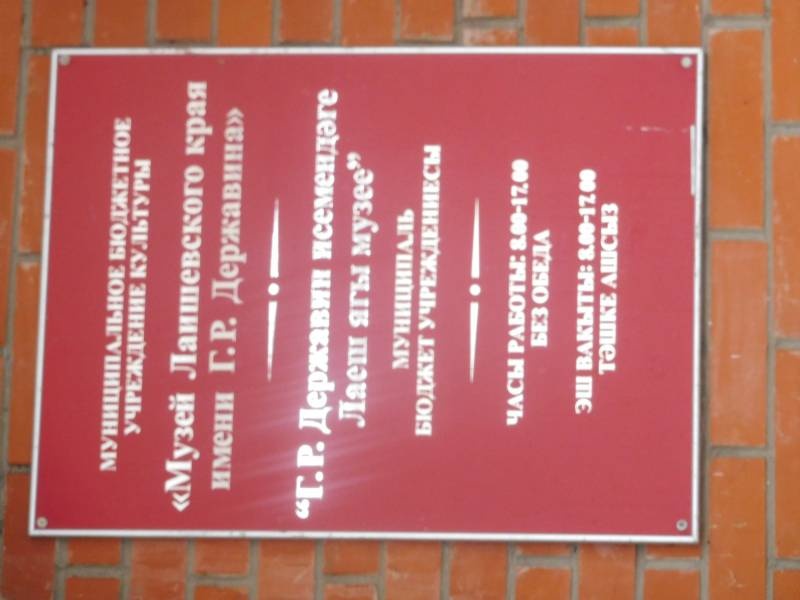 МУНИЦИПАЛЬНОЕ БЮДЖЕТНОЕ
УЧРЕЖДЕНИЕ КУЛЬТУРЫ
«Музей Лаишевского края
имени Г.Р. Державина»
“Г.Р. Державин исемендәге
Лаеш ягы музее”
МУНИЦИПАЛЬ
БЮДЖЕТ УЧРЕЖДЕНИЕСЫ
ЧАСЫ РАБОТЫ: 8.00-17.00
БЕЗ ОБЕДА
ЭШ ВАКЫТЫ: 8.00-17.00
ТӘШКЕ АШСЫЗ